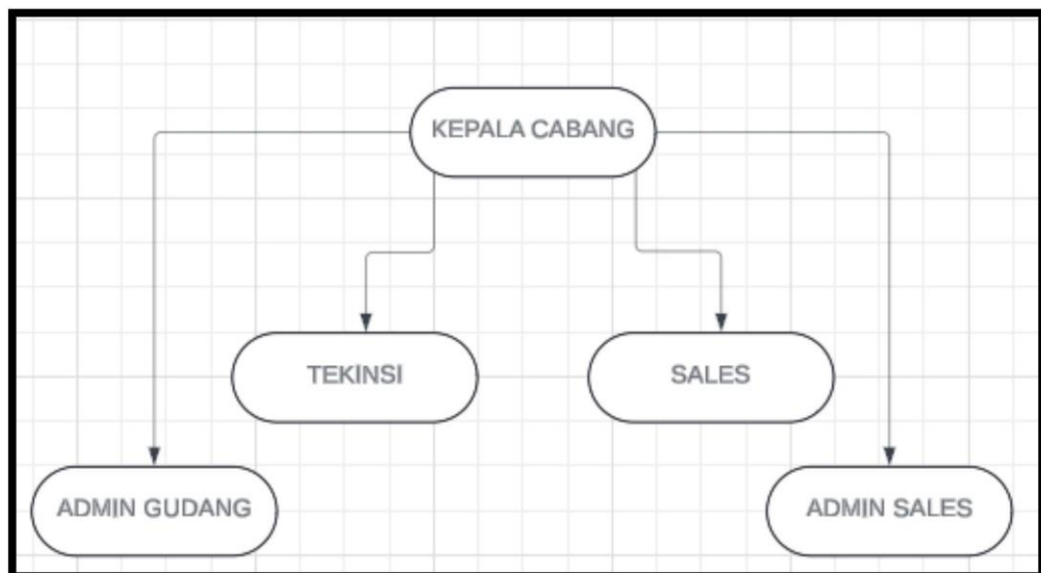 KEPALA CABANG
TEKINSI
SALES
ADMIN GUDANG
ADMIN SALES